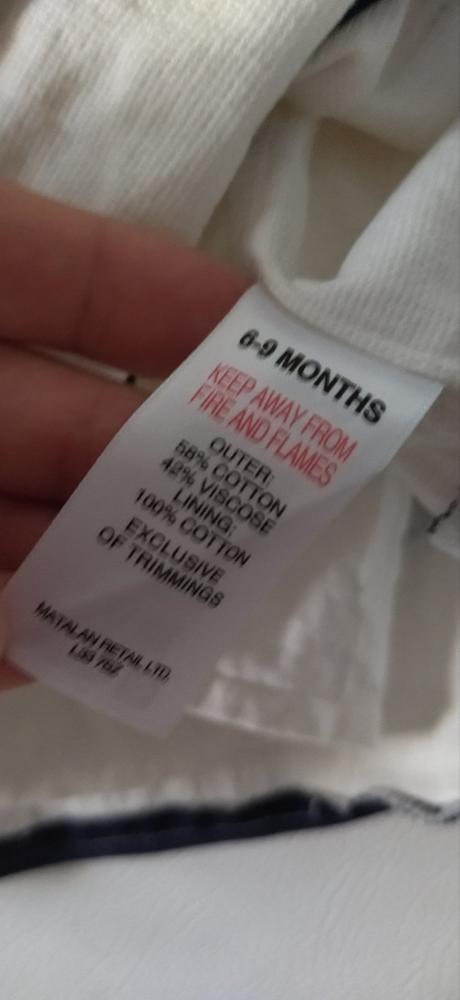 6-9 MONTHS
KEEP AWAY FROM
FIRE AND FLAMES
OUTER:
58% COTTON
42% VISCOSE
LINING:
100% COTTON
EXCLUSIVE
OF TRIMMINGS
MATALAN RETAIL LTD.